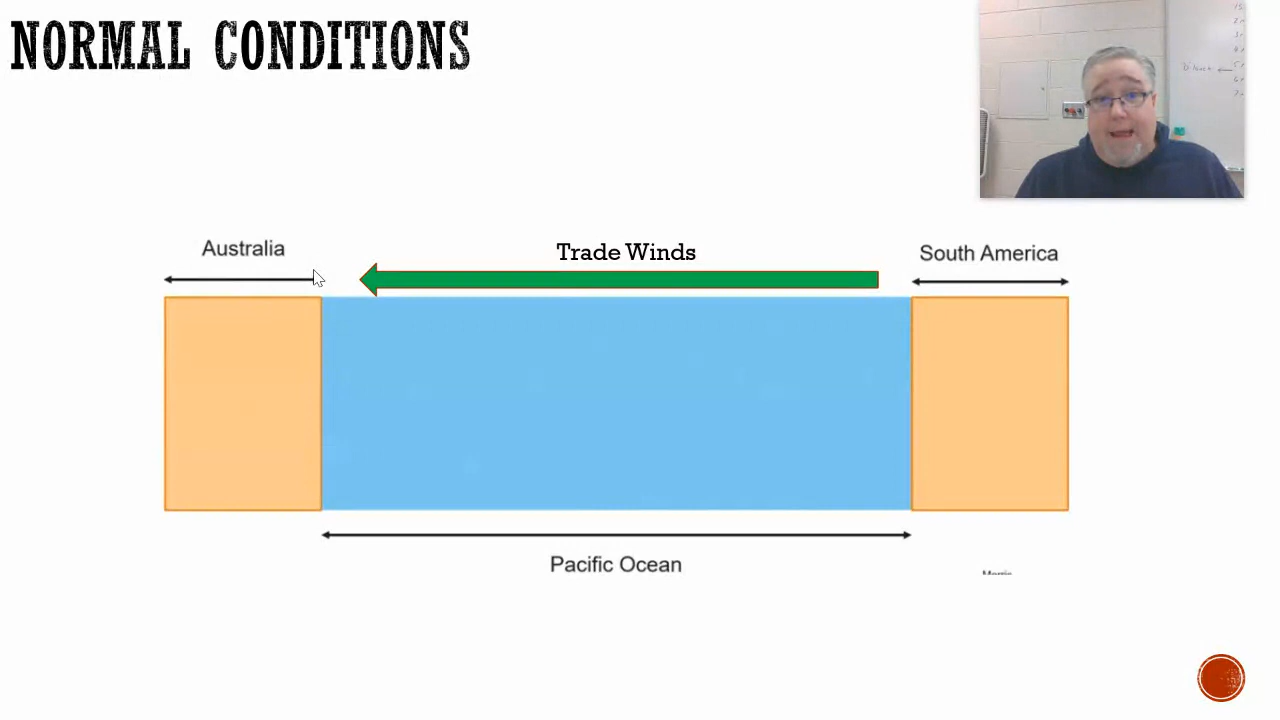 NORMAL CONDITIONS
Australia
Trade Winds
South America
Pacific Ocean